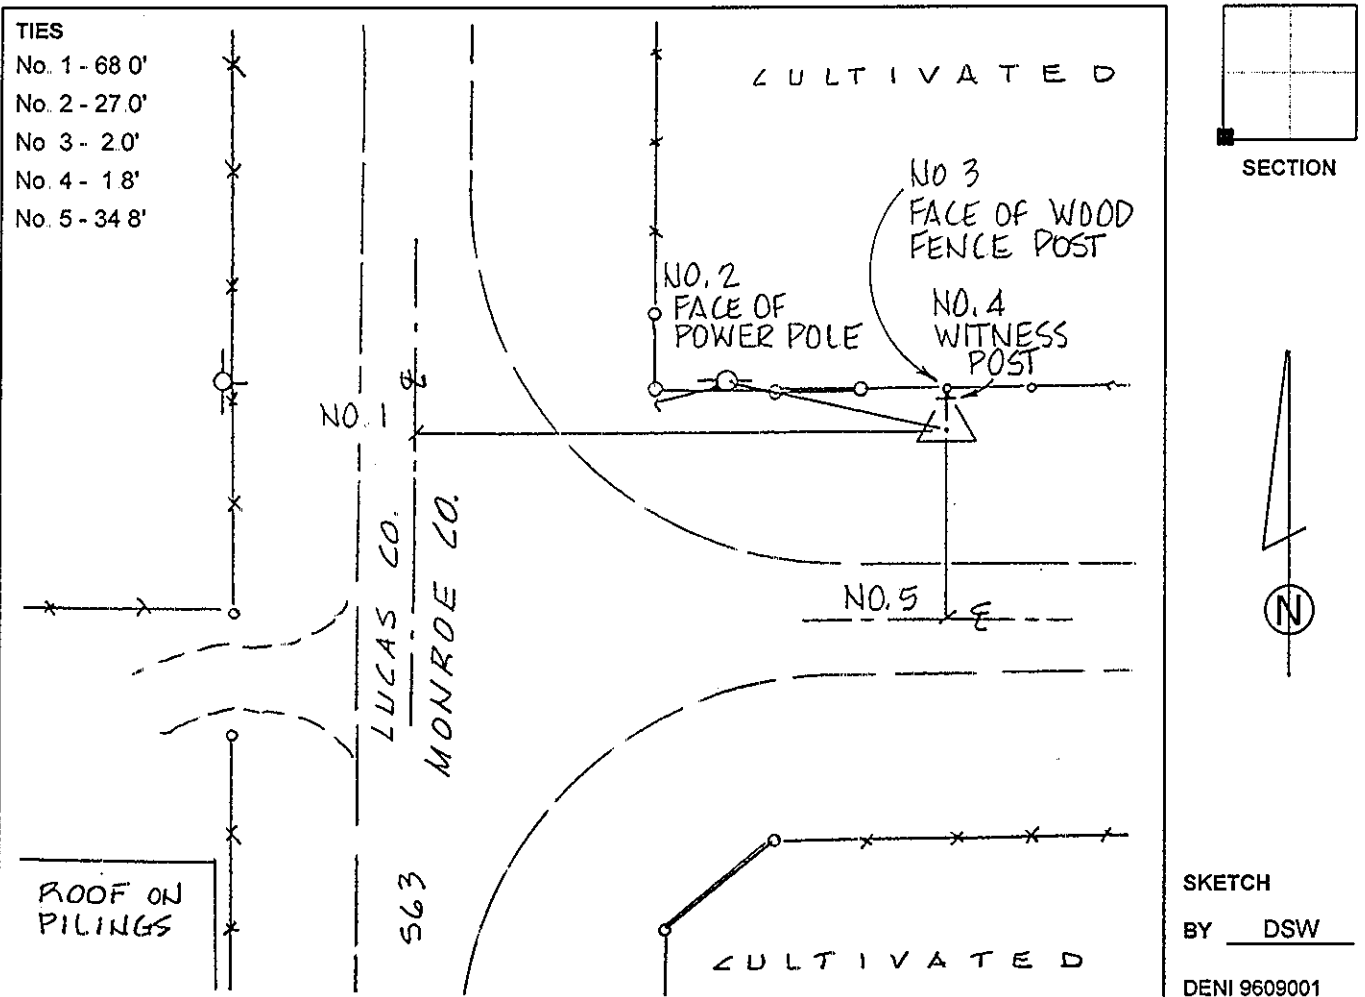 TIES
No. 1 - 68 0'
No. 2 - 27.0'
No 3 - 2.0'
No. 4 - 1.8'
No. 5 - 34 8'
CULTIVATED
SECTION
NO 3
FACE OF WOOD
FENCE POST
NO. 2
FACE OF
POWER POLE
NO. 4
WITNESS
POST
NO. 1
LUCAS CO.
MONROE CO.
NO. 5
N
ROOF ON
PILINGS
S63
CULTIVATED
SKETCH
BY DSW
DENI 9609001